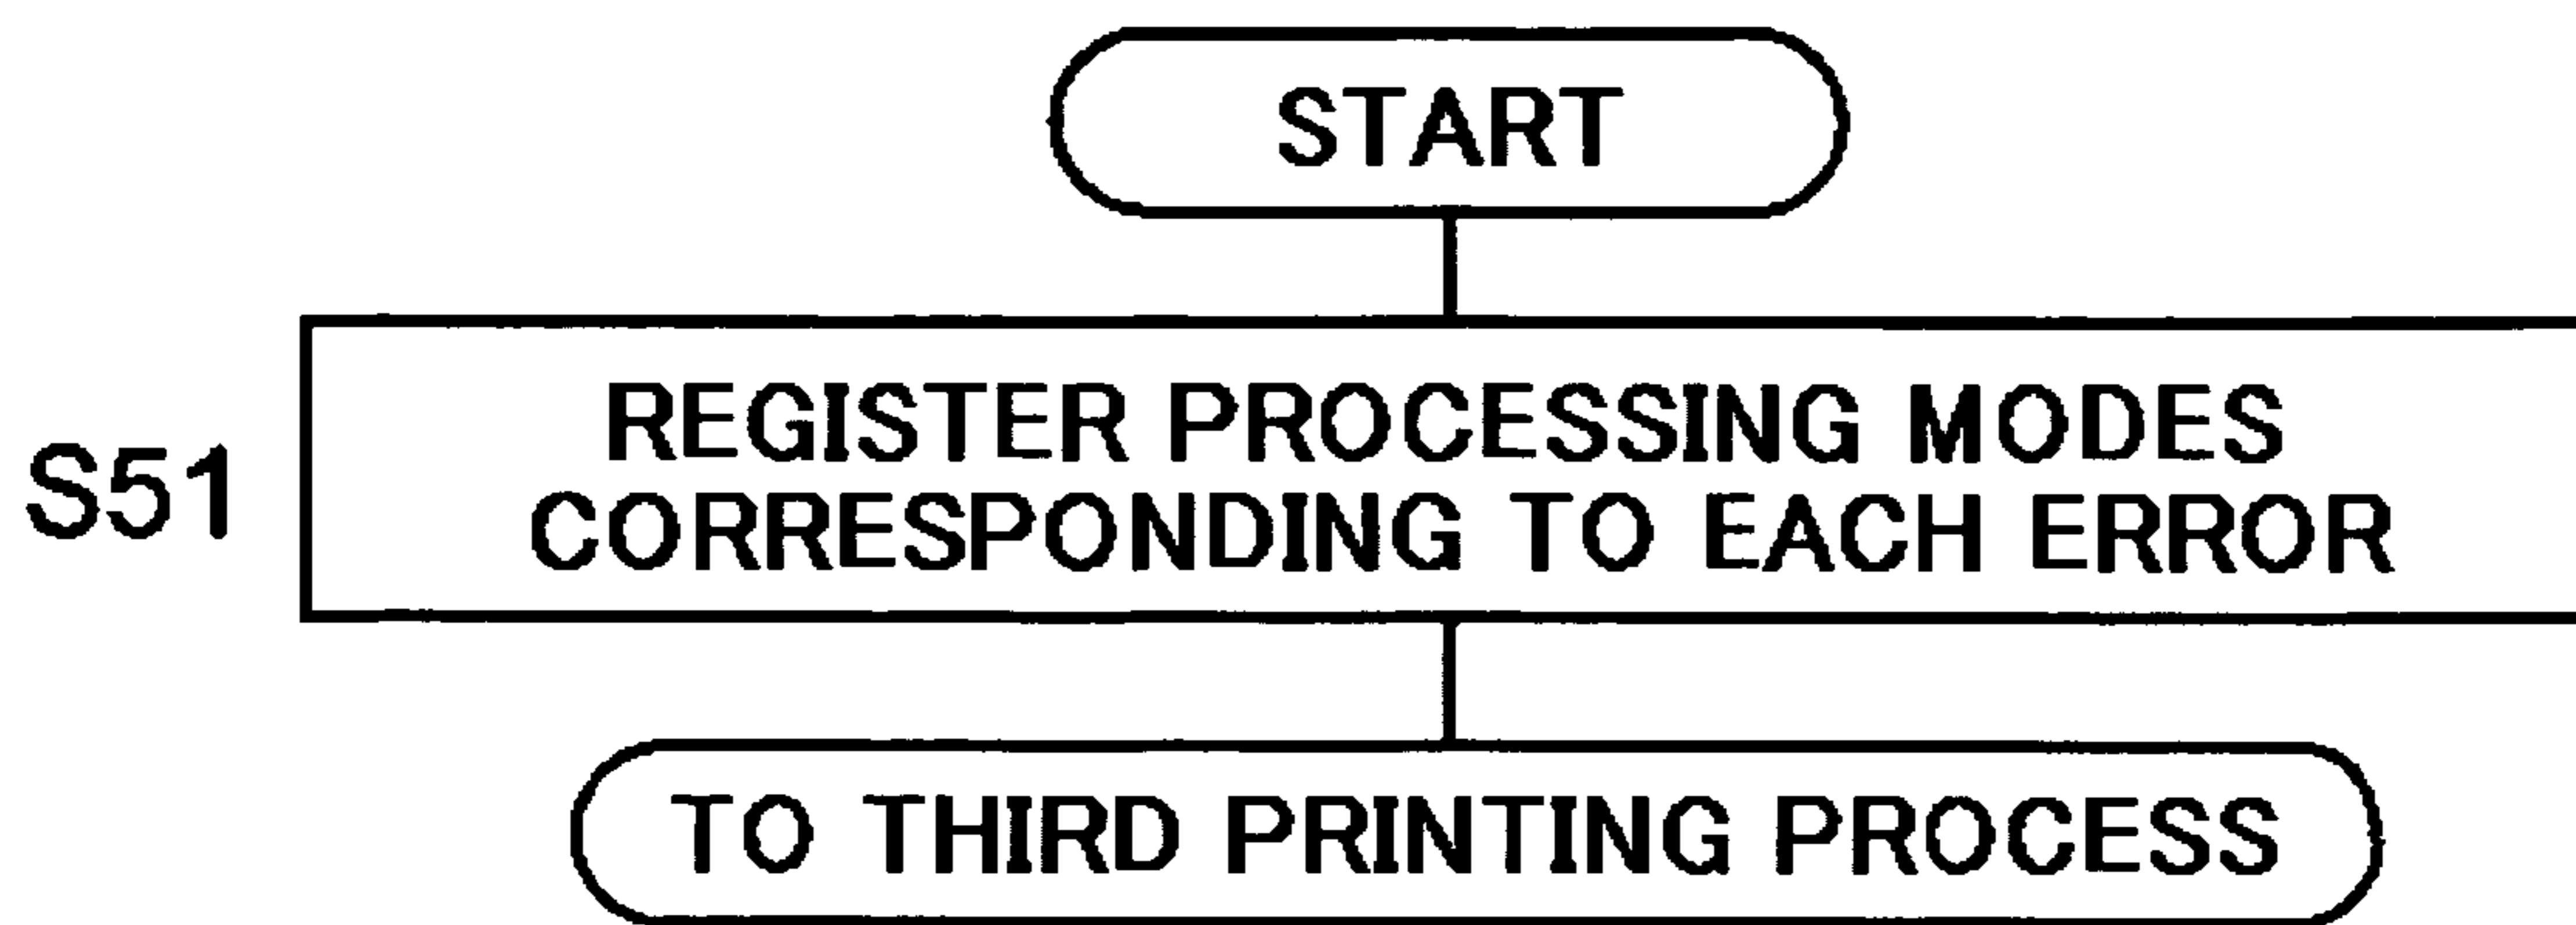 START
S51
REGISTER PROCESSING MODES
CORRESPONDING TO EACH ERROR
TO THIRD PRINTING PROCESS